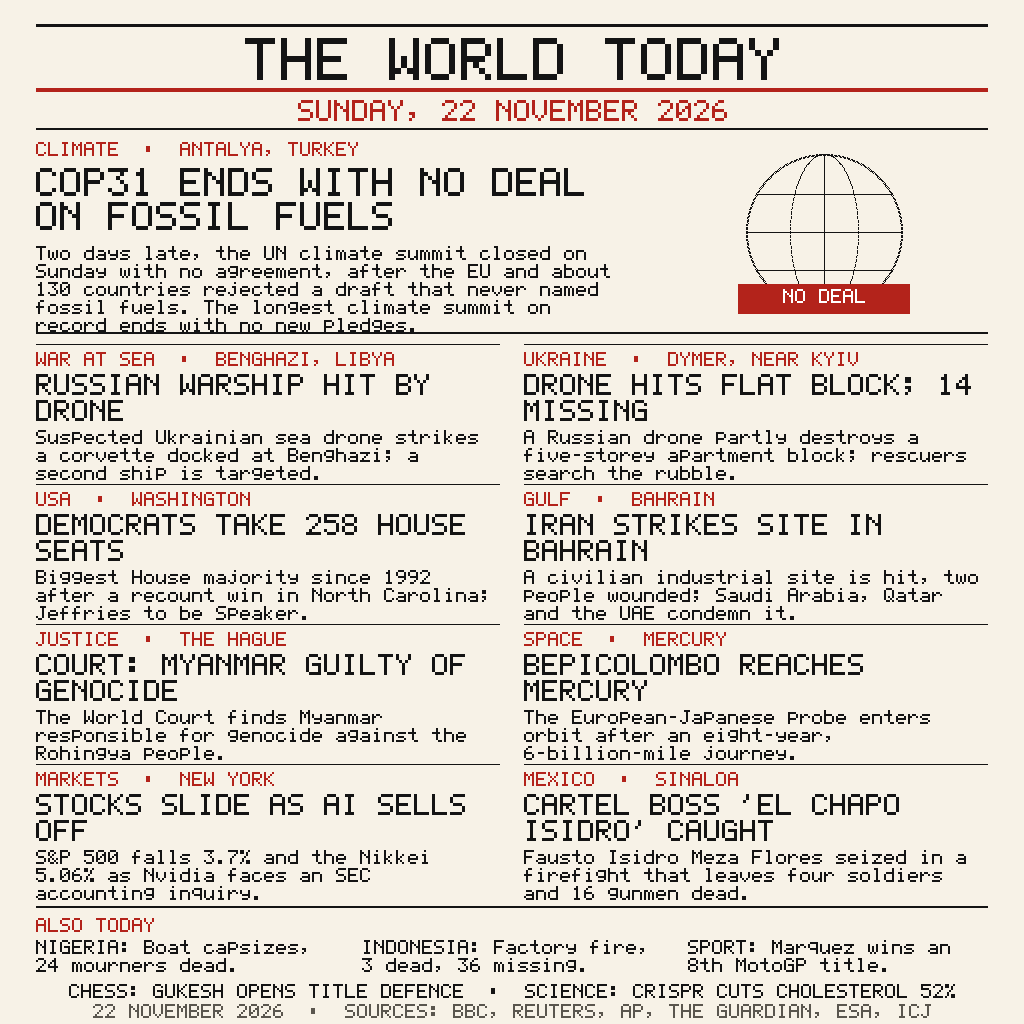 THE WORLD TODAY
SUNDAY, 22 NOVEMBER 2026
CLIMATE • ANTALYA, TURKEY
COP31 ENDS WITH NO DEAL
ON FOSSIL FUELS
Two days late, the UN climate summit closed on
Sunday with no agreement, after the EU and about
130 countries rejected a draft that never named
fossil fuels. The longest climate summit on
record ends with no new pledges.
NO DEAL
WAR AT SEA • BENGHAZI, LIBYA
RUSSIAN WARSHIP HIT BY
DRONE
Suspected Ukrainian sea drone strikes
a corvette docked at Benghazi; a
second ship is targeted.
UKRAINE • DYMER, NEAR KYIV
DRONE HITS FLAT BLOCK; 14
MISSING
A Russian drone partly destroys a
five-storey apartment block; rescuers
search the rubble.
USA • WASHINGTON
DEMOCRATS TAKE 258 HOUSE
SEATS
Biggest House majority since 1992
after a recount win in North Carolina;
Jeffries to be Speaker.
GULF • BAHRAIN
IRAN STRIKES SITE IN
BAHRAIN
A civilian industrial site is hit, two
people wounded; Saudi Arabia, Qatar
and the UAE condemn it.
JUSTICE • THE HAGUE
COURT: MYANMAR GUILTY OF
GENOCIDE
The World Court finds Myanmar
responsible for genocide against the
Rohingya people.
SPACE • MERCURY
BEPICOLOMBO REACHES
MERCURY
The European-Japanese probe enters
orbit after an eight-year,
6-billion-mile journey.
MARKETS • NEW YORK
STOCKS SLIDE AS AI SELLS
OFF
S&P 500 falls 3.7% and the Nikkei
5.06% as Nvidia faces an SEC
accounting inquiry.
MEXICO • SINALOA
CARTEL BOSS 'EL CHAPO
ISIDRO' CAUGHT
Fausto Isidro Meza Flores seized in a
firefight that leaves four soldiers
and 16 gunmen dead.
ALSO TODAY
NIGERIA: Boat capsizes,
24 mourners dead.
INDONESIA: Factory fire,
3 dead, 36 missing.
SPORT: Marquez wins an
8th MotoGP title.
CHESS: GUKESH OPENS TITLE DEFENCE • SCIENCE: CRISPR CUTS CHOLESTEROL 52%
22 NOVEMBER 2026 • SOURCES: BBC, REUTERS, AP, THE GUARDIAN, ESA, ICJ